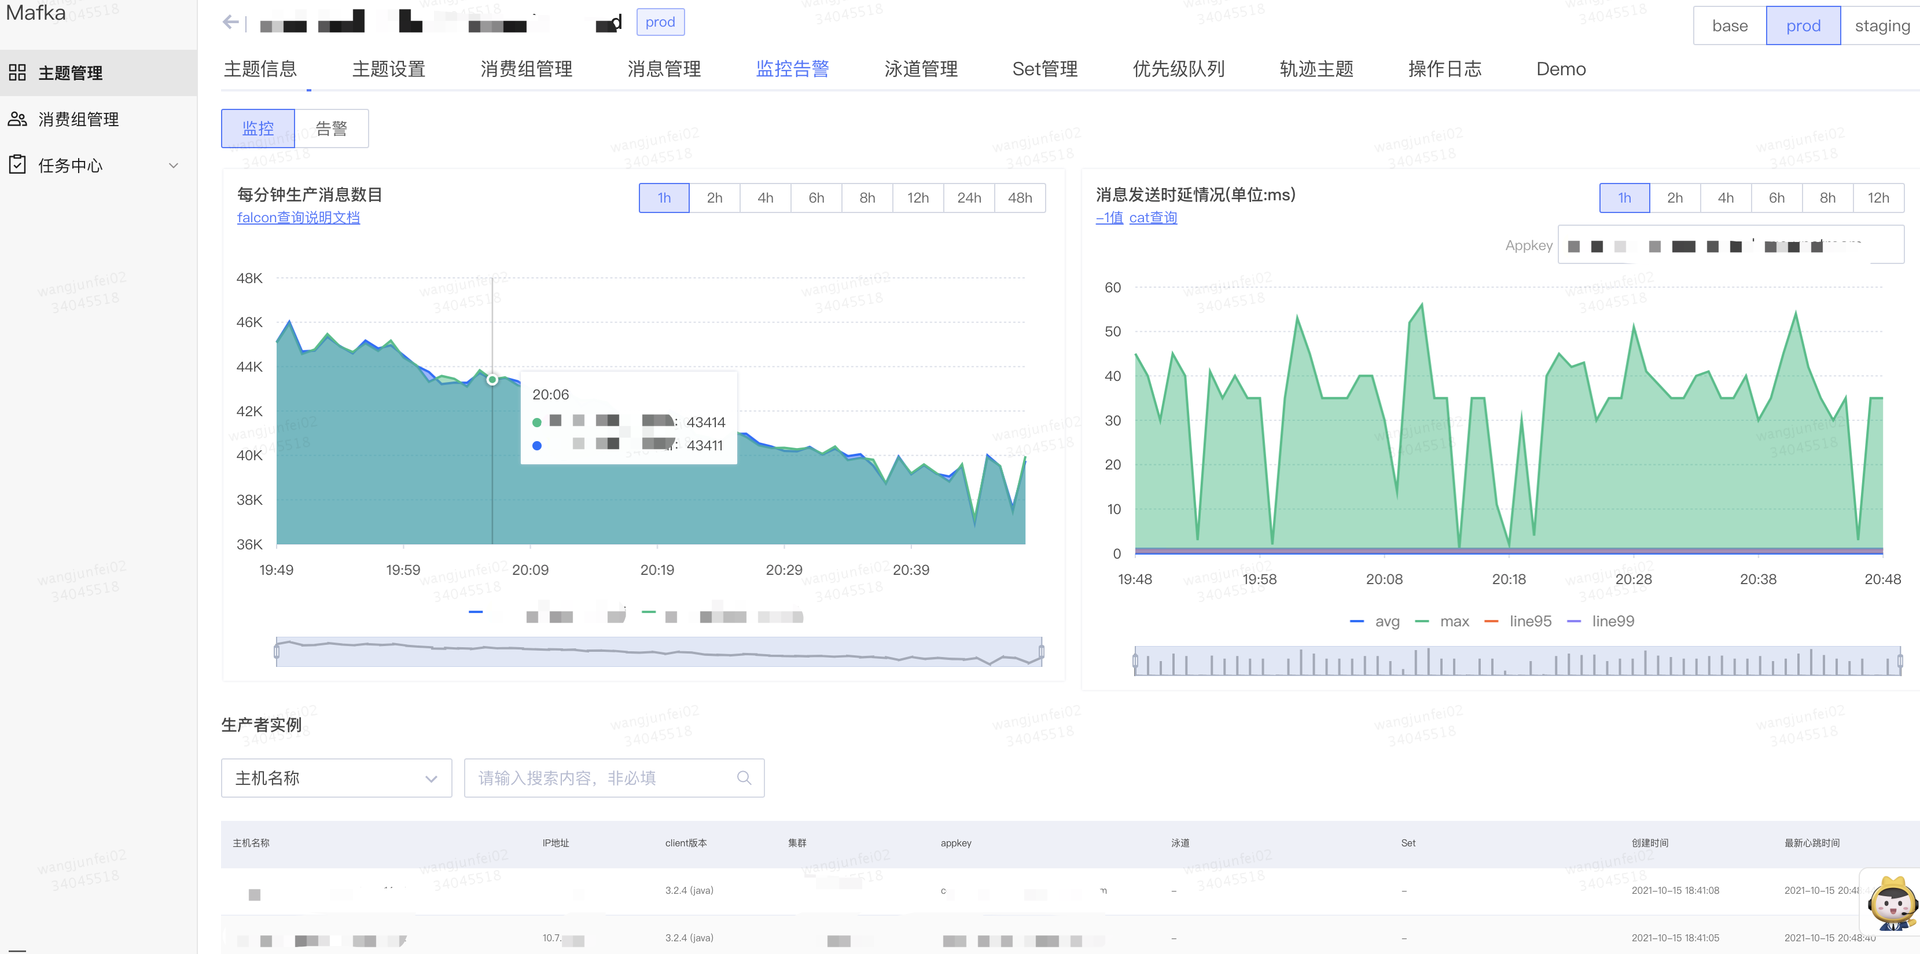 Mafka
主题管理
消费组管理
任务中心
prod
base prod staging
主题信息 主题设置 消费组管理 消息管理 监控告警 泳道管理 Set管理 优先级队列 轨迹主题 操作日志 Demo
监控 告警
每分钟生产消息数目
falcon查询说明文档
1h 2h 4h 6h 8h 12h 24h 48h
48K
46K
44K
42K
40K
38K
36K
20:06
43414
43411
19:49 19:59 20:09 20:19 20:29 20:39
消息发送时延情况(单位:ms)
-1值 cat查询
1h 2h 4h 6h 8h 12h
Appkey
60
50
40
30
20
10
0
19:48 19:58 20:08 20:18 20:28 20:38 20:48
avg max line95 line99
生产者实例
主机名称
请输入搜索内容，非必填
主机名称 IP地址 client版本 集群 appkey 泳道 Set 创建时间 最新心跳时间
3.2.4 (java) - - 2021-10-15 18:41:08 2021-10-15 20:48
10.7. 3.2.4 (java) - - 2021-10-15 18:41:05 2021-10-15 20:48:40
wangjunfei02
34045518